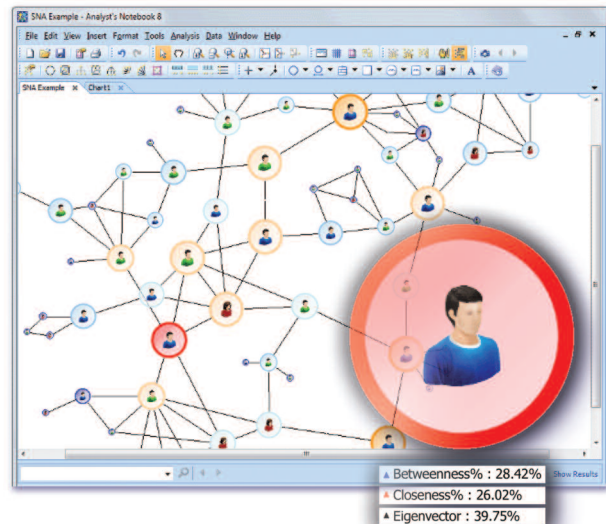 SNA Example - Analyst's Notebook 8
File Edit View Insert Format Tools Analysis Data Window Help
SNA Example Chart1
Betweenness% : 28.42%
Show Results
Closeness% : 26.02%
Eigenvector : 39.75%